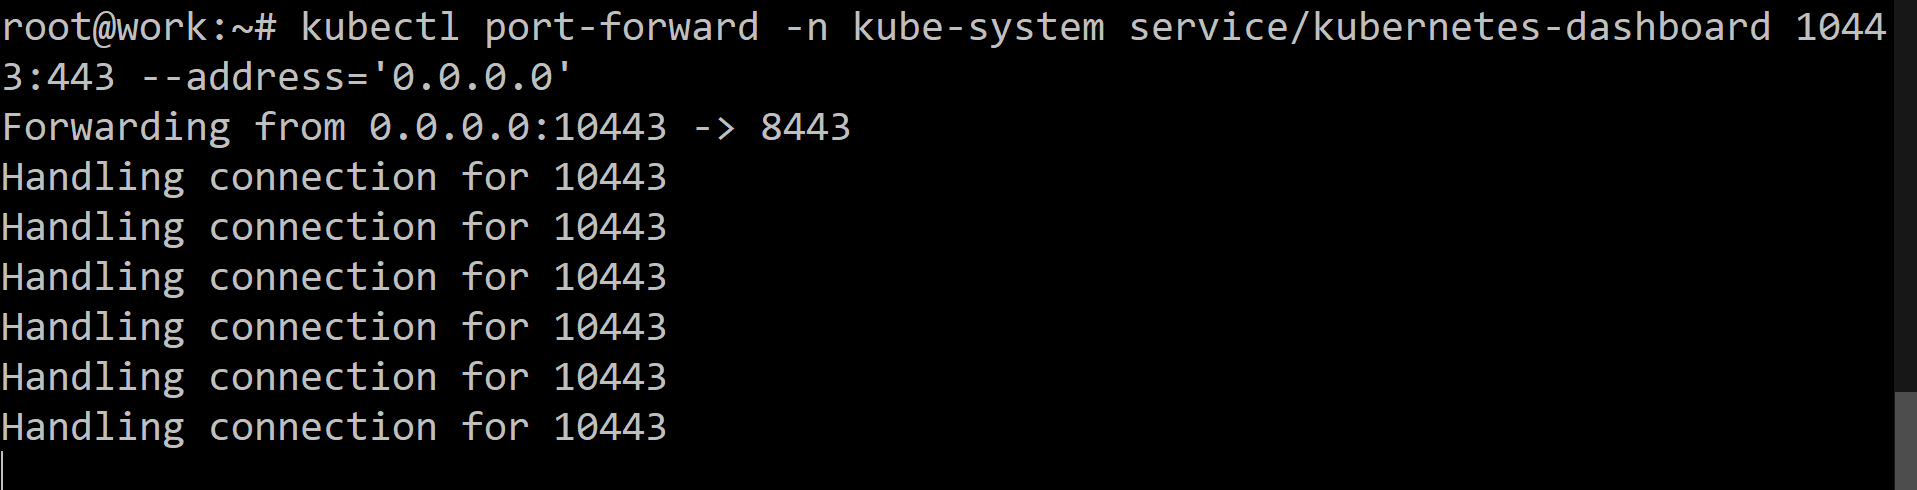 root@work:~# kubectl port-forward -n kube-system service/kubernetes-dashboard 1044
3:443 --address='0.0.0.0'
Forwarding from 0.0.0.0:10443 -> 8443
Handling connection for 10443
Handling connection for 10443
Handling connection for 10443
Handling connection for 10443
Handling connection for 10443
Handling connection for 10443